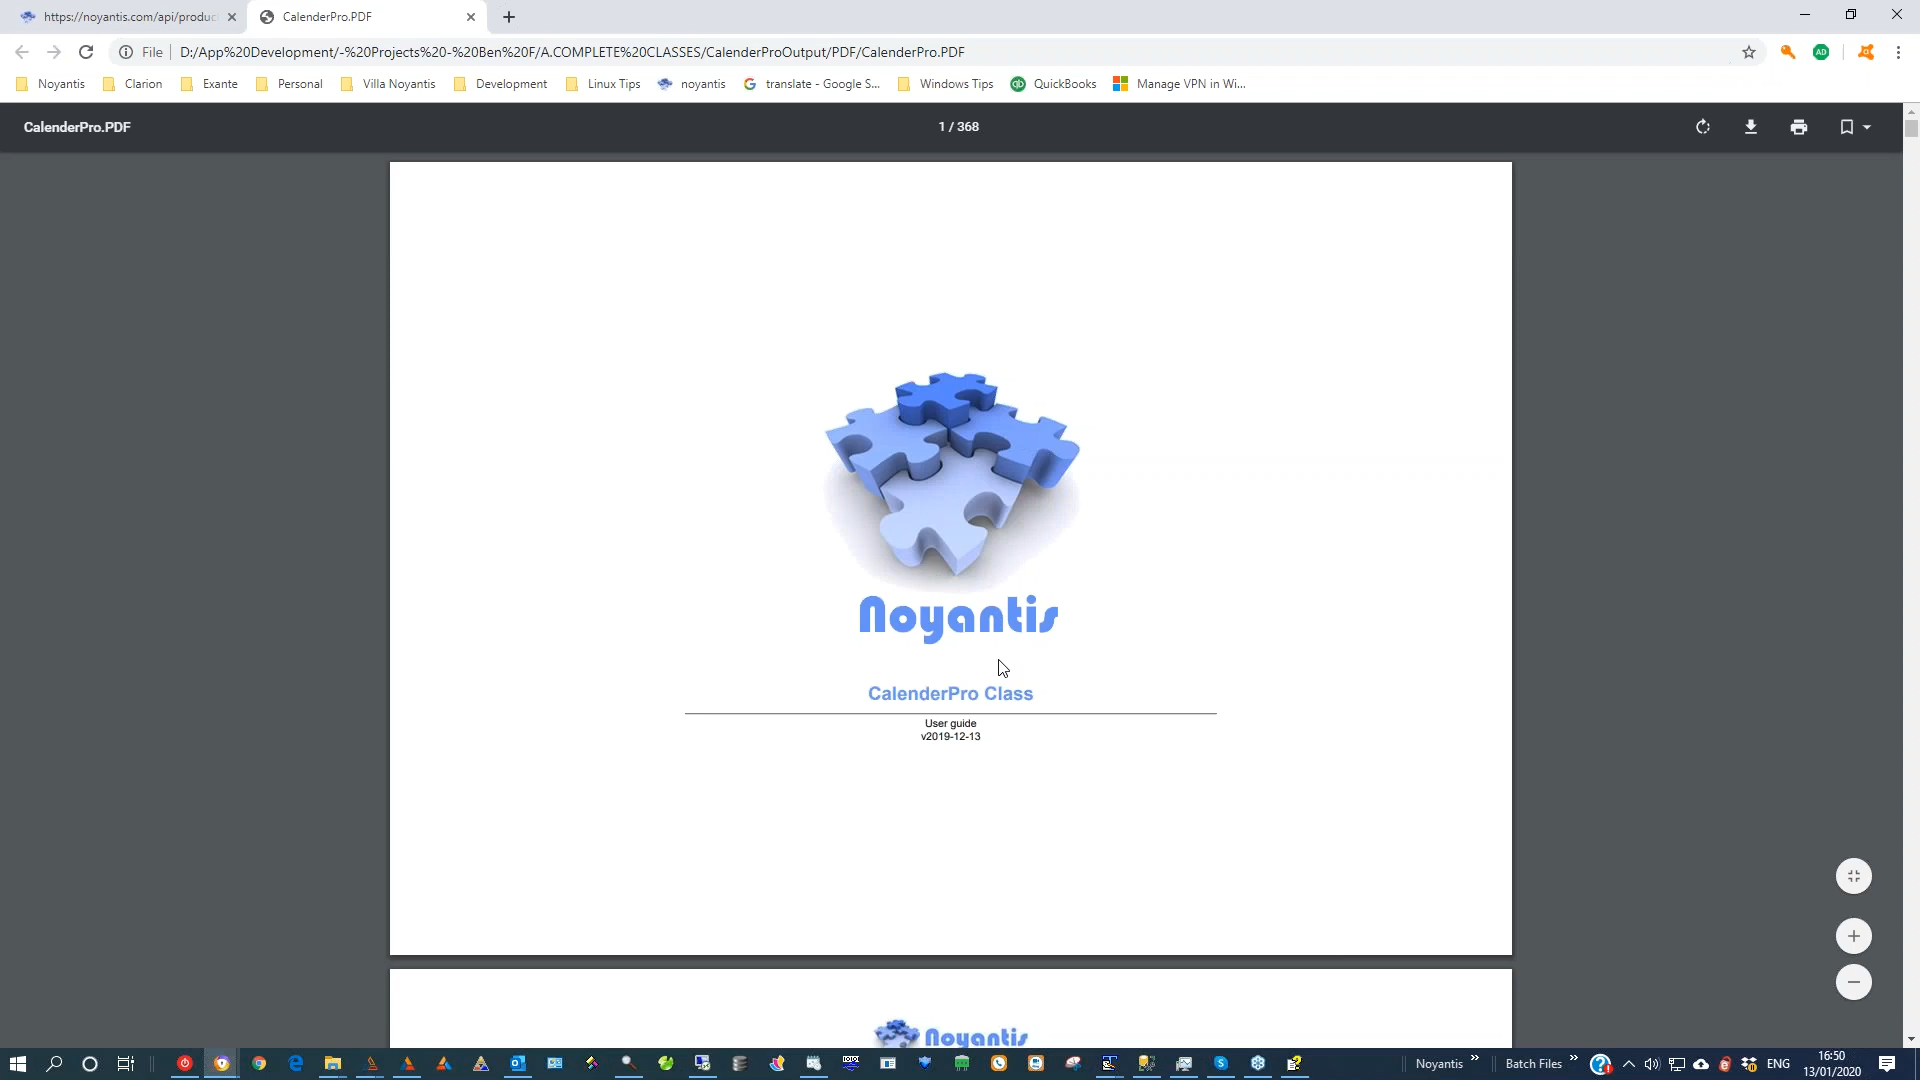 https://noyantis.com/api/produc
CalenderPro.PDF
File
D:/App%20Development/-%20Projects%20-%20Ben%20F/A.COMPLETE%20CLASSES/CalenderProOutput/PDF/CalenderPro.PDF
AD
Noyantis
Clarion
Exante
Personal
Villa Noyantis
Development
Linux Tips
noyantis
translate - Google S...
Windows Tips
QuickBooks
Manage VPN in Wi...
CalenderPro.PDF
1 / 368
Noyantis
CalenderPro Class
User guide
v2019-12-13
Noyantis
Noyantis
Batch Files
ENG
16:50
13/01/2020